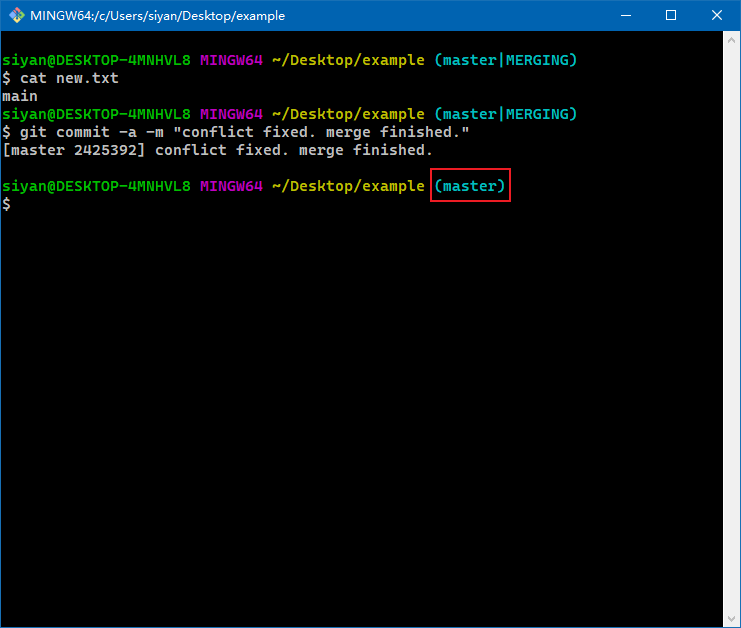 MINGW64:/c/Users/siyan/Desktop/example
siyan@DESKTOP-4MNHVL8 MINGW64 ~/Desktop/example (master|MERGING)
$ cat new.txt
main
siyan@DESKTOP-4MNHVL8 MINGW64 ~/Desktop/example (master|MERGING)
$ git commit -a -m "conflict fixed. merge finished."
[master 2425392] conflict fixed. merge finished.
siyan@DESKTOP-4MNHVL8 MINGW64 ~/Desktop/example (master)
$